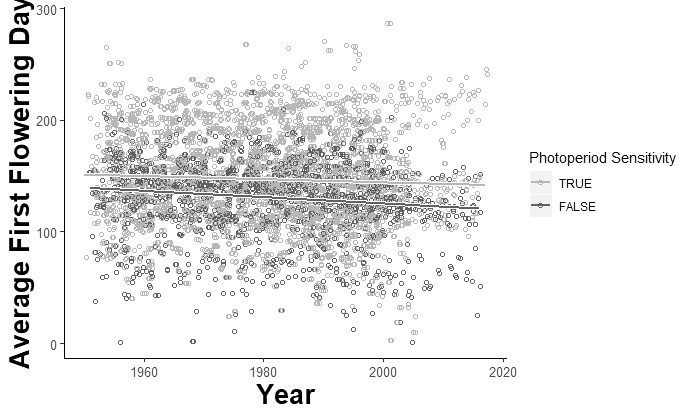 Average First Flowering Day
300
200
100
0
1960
1980
2000
2020
Year
Photoperiod Sensitivity
TRUE
FALSE